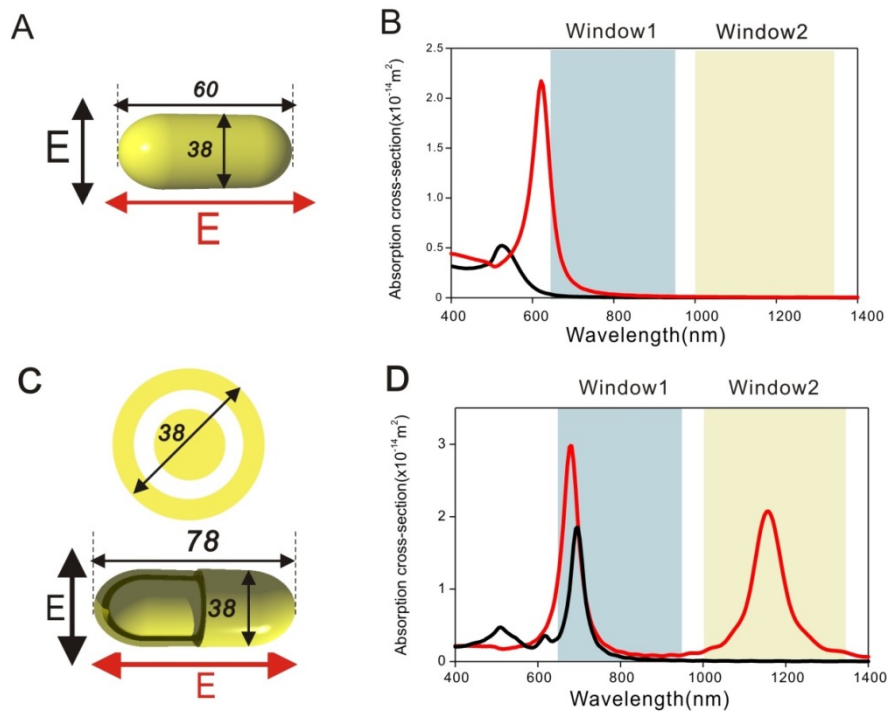 A
60
38
E
E
B
Window1 Window2
Absorption cross-section(x10⁻¹⁴m²)
2.5
2.0
1.5
1.0
0.5
0
400 600 800 1000 1200 1400
Wavelength(nm)
C
38
78
38
E
E
D
Window1 Window2
Absorption cross-section(x10⁻¹⁴m²)
3
2
1
0
400 600 800 1000 1200 1400
Wavelength(nm)